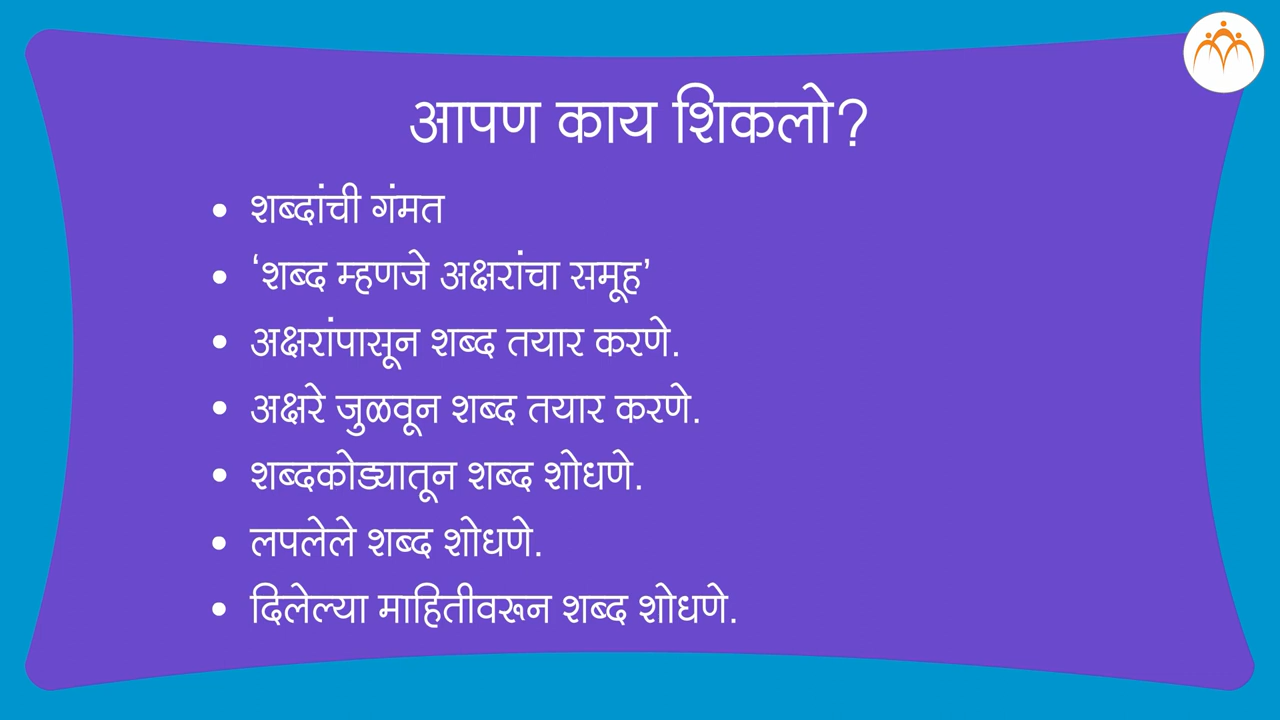 आपण काय शिकलो?
• शब्दांची गंमत
• ‘शब्द म्हणजे अक्षरांचा समूह’
• अक्षरांपासून शब्द तयार करणे.
• अक्षरे जुळवून शब्द तयार करणे.
• शब्दकोड्यातून शब्द शोधणे.
• लपलेले शब्द शोधणे.
• दिलेल्या माहितीवरून शब्द शोधणे.